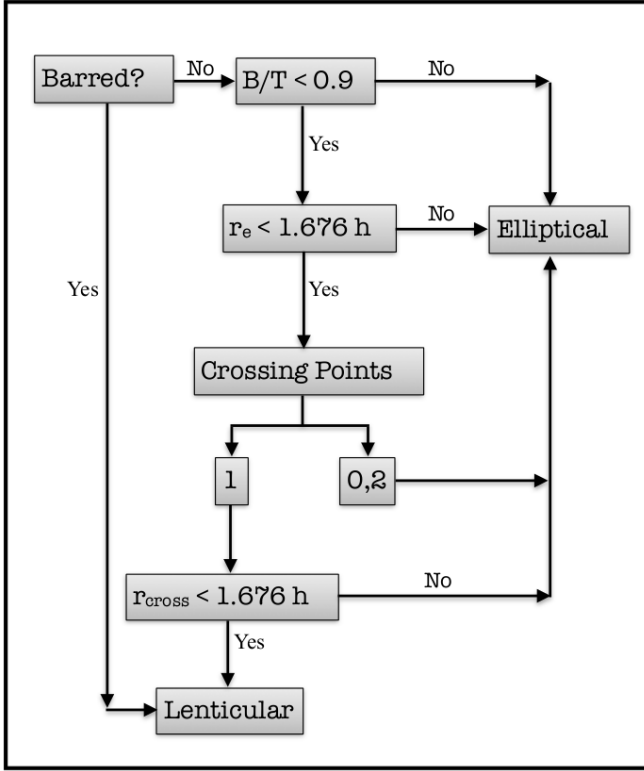 Barred?
No
B/T < 0.9
No
Yes
rₑ < 1.676 h
No
Elliptical
Yes
Yes
Crossing Points
1
0,2
r_cross < 1.676 h
No
Yes
Lenticular